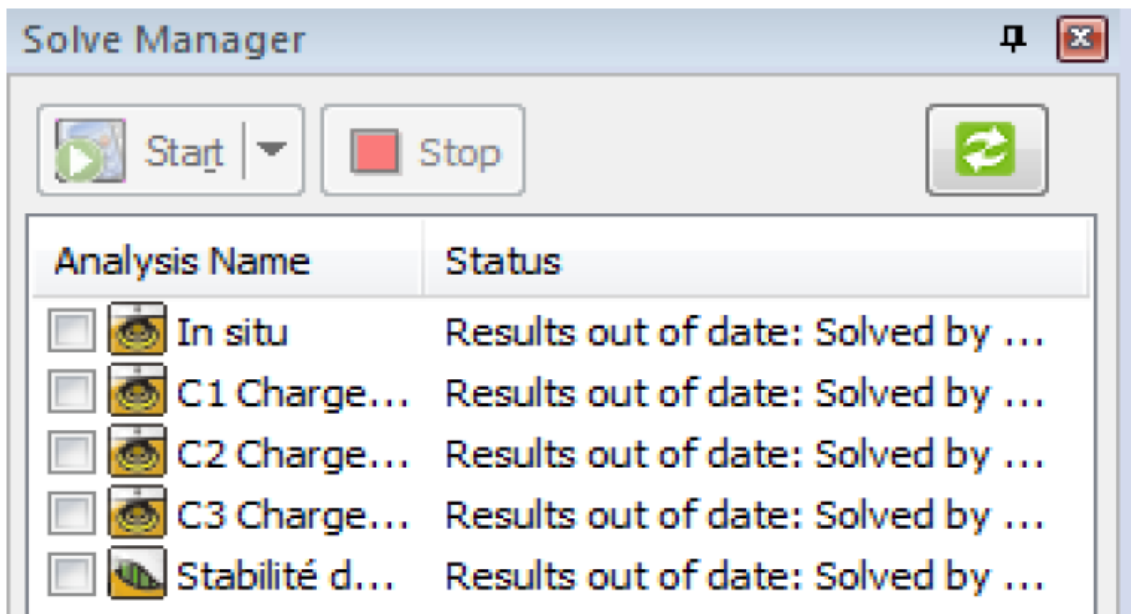 Solve Manager
Start Stop
Analysis Name Status
In situ Results out of date: Solved by ...
C1 Charge... Results out of date: Solved by ...
C2 Charge... Results out of date: Solved by ...
C3 Charge... Results out of date: Solved by ...
Stabilité d... Results out of date: Solved by ...